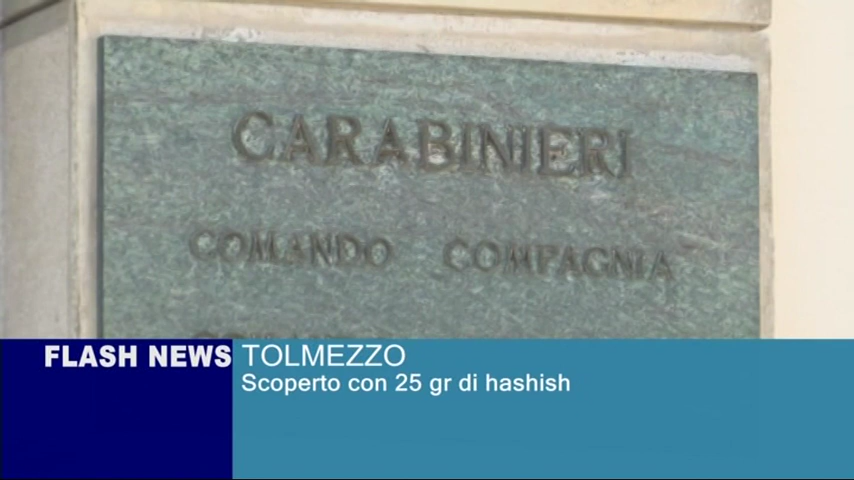 CARABINIERI
COMANDO COMPAGNIA
FLASH NEWS TOLMEZZO
Scoperto con 25 gr di hashish